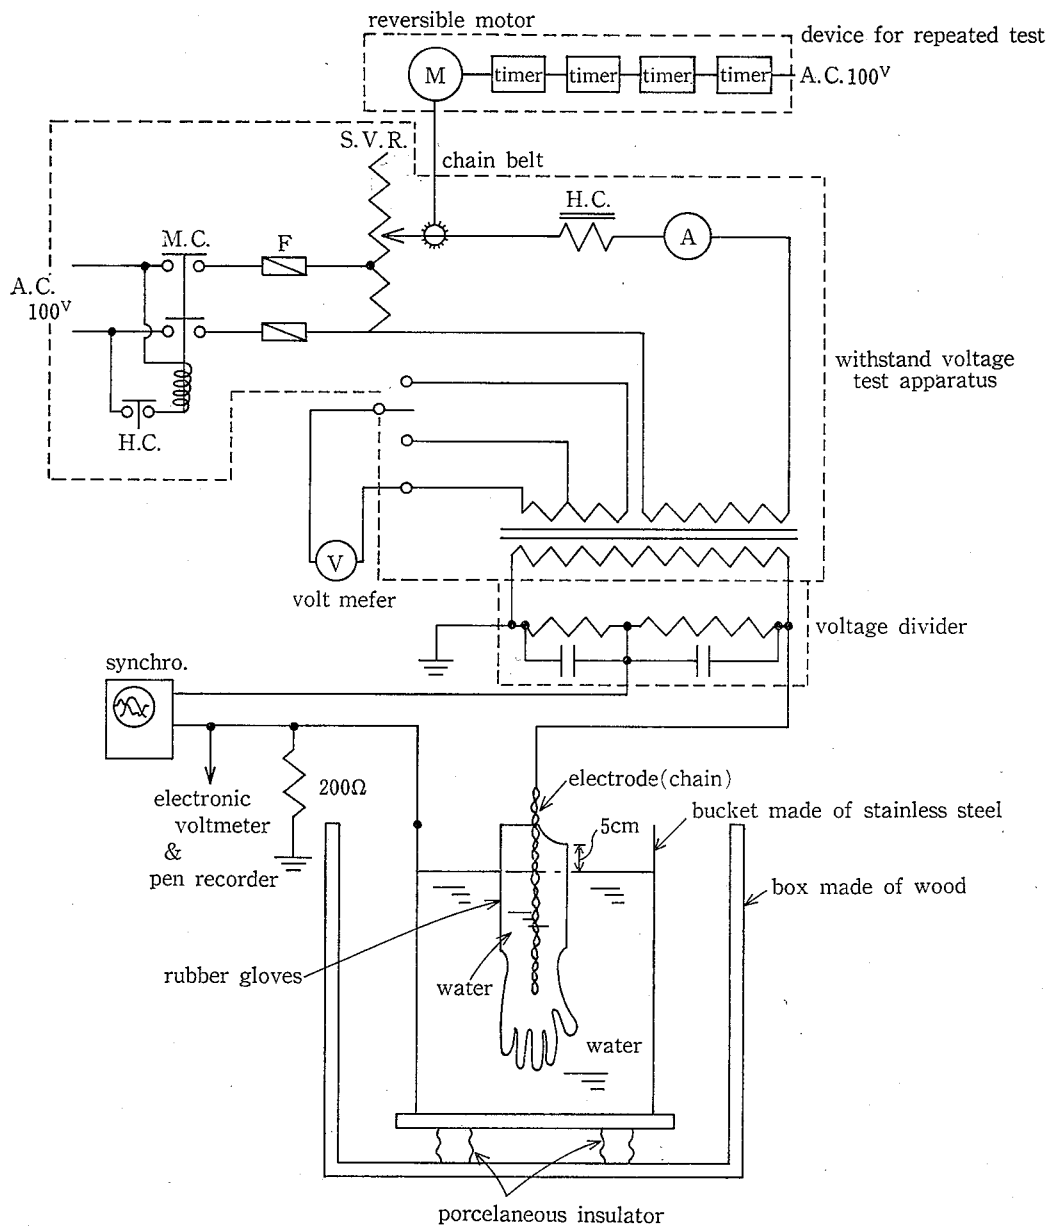 reversible motor
device for repeated test
M
timer
timer
timer
timer
A.C.100V
S.V.R.
chain belt
H.C.
A
M.C.
F
A.C.
100V
H.C.
withstand voltage
test apparatus
V
volt mefer
voltage divider
synchro.
200Ω
electronic
voltmeter
&
pen recorder
electrode(chain)
bucket made of stainless steel
5cm
box made of wood
rubber gloves
water
water
porcelaneous insulator